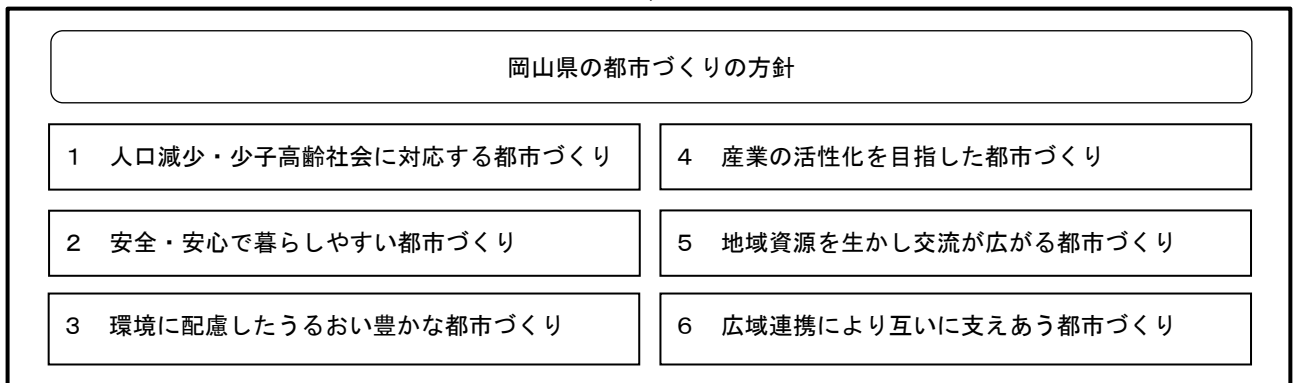 岡山県の都市づくりの方針
1 人口減少・少子高齢社会に対応する都市づくり
2 安全・安心で暮らしやすい都市づくり
3 環境に配慮したうるおい豊かな都市づくり
4 産業の活性化を目指した都市づくり
5 地域資源を生かし交流が広がる都市づくり
6 広域連携により互いに支えあう都市づくり